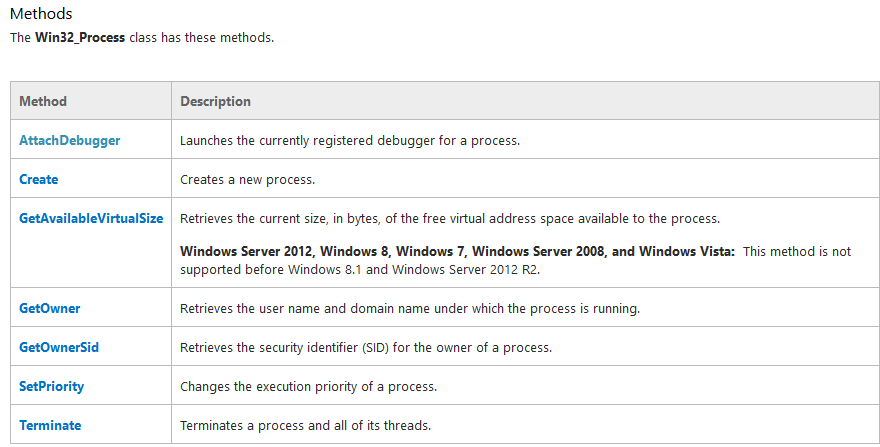 Methods
The Win32_Process class has these methods.
Method Description
AttachDebugger Launches the currently registered debugger for a process.
Create Creates a new process.
GetAvailableVirtualSize Retrieves the current size, in bytes, of the free virtual address space available to the process.
Windows Server 2012, Windows 8, Windows 7, Windows Server 2008, and Windows Vista: This method is not
supported before Windows 8.1 and Windows Server 2012 R2.
GetOwner Retrieves the user name and domain name under which the process is running.
GetOwnerSid Retrieves the security identifier (SID) for the owner of a process.
SetPriority Changes the execution priority of a process.
Terminate Terminates a process and all of its threads.